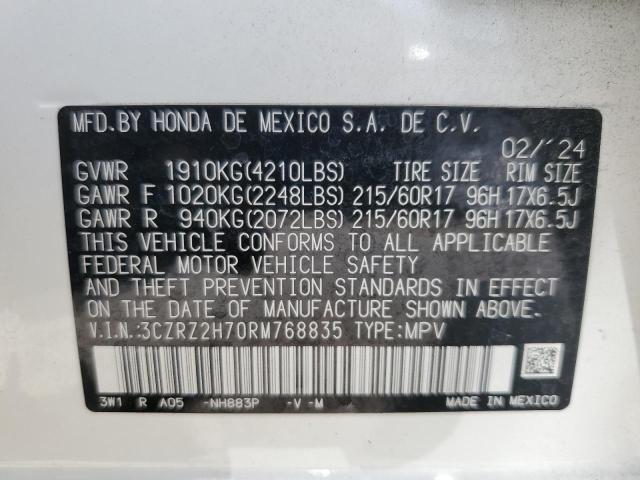 MFD.BY HONDA DE MEXICO S.A. DE C.V.
02/'24
GVWR 1910KG(4210LBS) TIRE SIZE RIM SIZE
GAWR F 1020KG(2248LBS) 215/60R17 96H 17X6.5J
GAWR R 940KG(2072LBS) 215/60R17 96H 17X6.5J
THIS VEHICLE CONFORMS TO ALL APPLICABLE
FEDERAL MOTOR VEHICLE SAFETY
AND THEFT PREVENTION STANDARDS IN EFFECT
ON THE DATE OF MANUFACTURE SHOWN ABOVE.
V.I.N.:3CZRZ2H70RM768835 TYPE:MPV
3W1 R A05 -NH883P -V-M MADE IN MEXICO